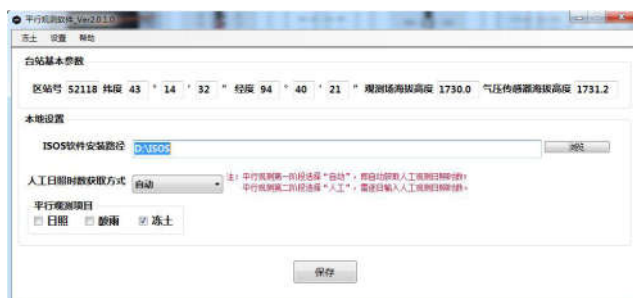 平行观测软件_Ver2.0.1.0
冻土 设置 帮助
台站基本参数
区站号 52118 纬度 43 ° 14 ′ 32 ″ 经度 94 ° 40 ′ 21 ″ 观测场海拔高度 1730.0 气压传感器海拔高度 1731.2
本地设置
ISOS软件安装路径 D:\ISOS 浏览
人工日照时数获取方式 自动 注：平行观测第一阶段选择“自动”，即自动获取人工观测日照时数；
平行观测第二阶段选择“人工”，需逐日输入人工观测日照时数。
平行观测项目
日照 酸雨 冻土
保存